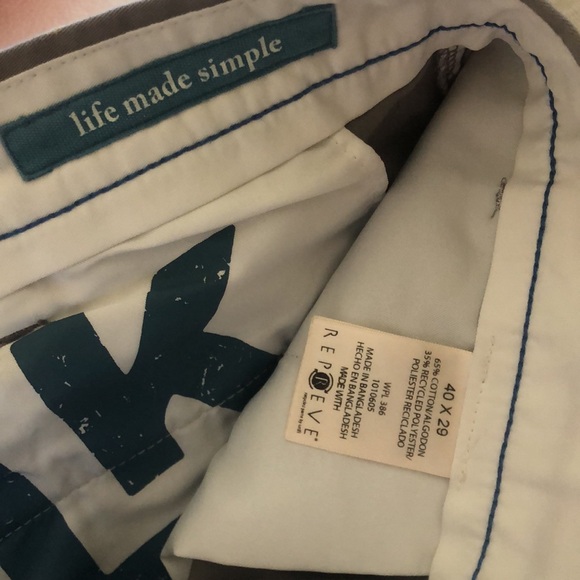 life made simple
40 X 29
65% COTTON/ALGODON
35% RECYCLED POLYESTER/
POLIESTER RECICLADO
WPL 386
1010605
MADE IN BANGLADESH
HECHO EN BANGLADESH
MADE WITH
REPREVE®
K